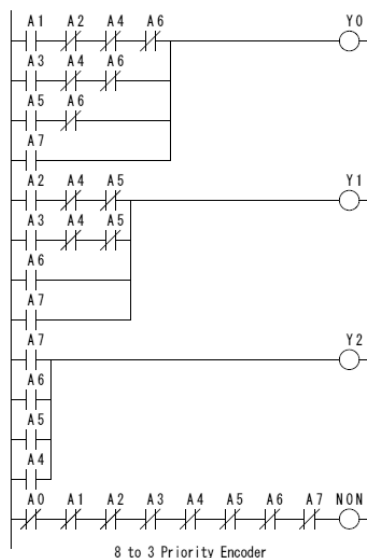 A1 A2 A4 A6 Y0
A3 A4 A6
A5 A6
A7
A2 A4 A5 Y1
A3 A4 A5
A6
A7
A7 Y2
A6
A5
A4
A0 A1 A2 A3 A4 A5 A6 A7 NON
8 to 3 Priority Encoder